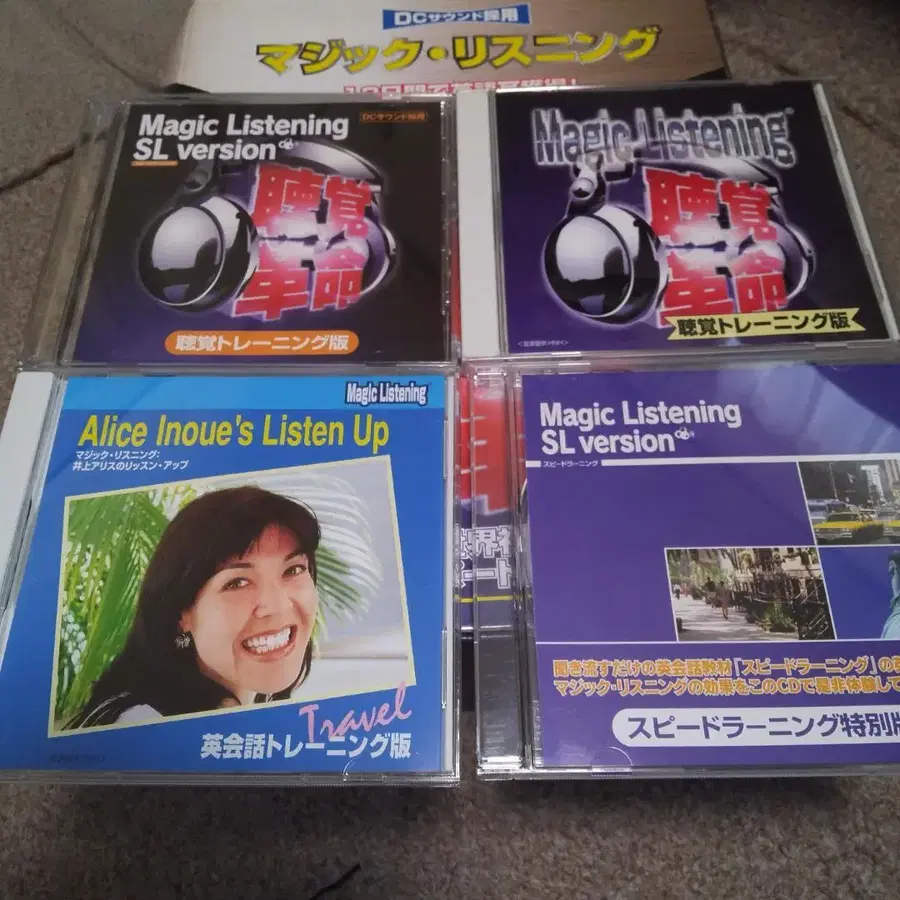 DCサウンド採用
マジック・リスニング
Magic Listening
SL version
DCサウンド採用
聴覚
革命
聴覚トレーニング版
Magic Listening
聴覚
革命
聴覚トレーニング版
Magic Listening
Alice Inoue's Listen Up
マジック・リスニング:
井上アリスのリッスン・アップ
Travel
英会話トレーニング版
Magic Listening
SL version
スピードラーニング
聞き流すだけの英会話教材「スピードラーニング」の
マジック・リスニングの効果をこのCDで是非体験して
スピードラーニング特別版